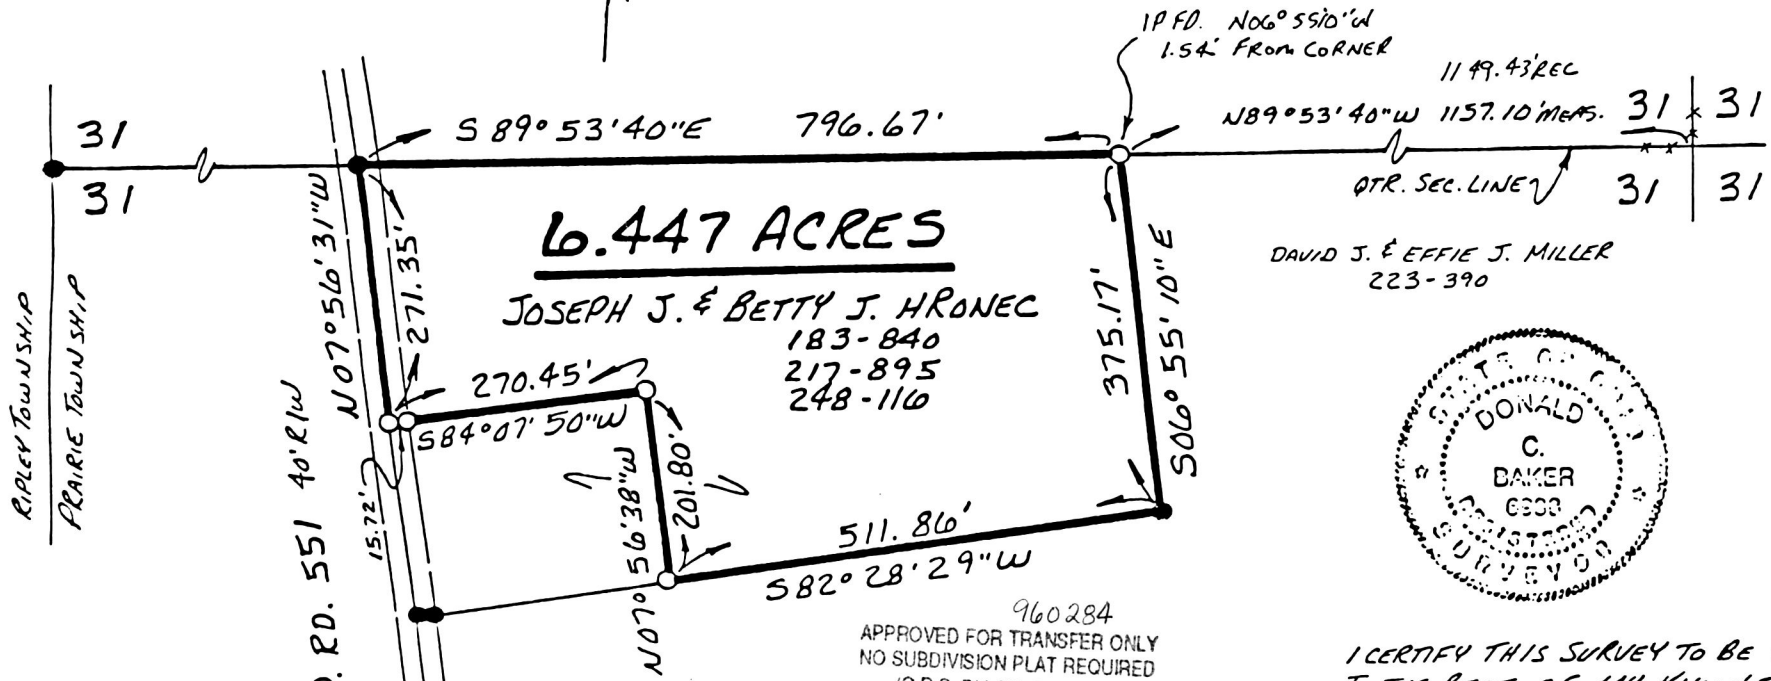 IP FD. N06°55'10"W
1.54' FROM CORNER
1149.43' REC
N89°53'40"W 1157.10' MEAS.
31 31
31 31
QTR. SEC. LINE
31
31
S 89° 53' 40"E 796.67'
6.447 ACRES
JOSEPH J. & BETTY J. HRONEC
183-840
217-895
248-116
DAVID J. & EFFIE J. MILLER
223-390
N07°56'31"W
271.35'
375.17'
S06° 55' 10" E
270.45'
S84°07' 50"W
15.72'
N07° 56'38"W
201.80'
511.86'
S82° 28' 29" W
RIPLEY TOWNSHIP
PRAIRIE TOWNSHIP
RD. 551 40' R/W
STATE OF OHIO
DONALD
C.
BAKER
REGISTERED
SURVEYOR
960284
APPROVED FOR TRANSFER ONLY
NO SUBDIVISION PLAT REQUIRED
I CERTIFY THIS SURVEY TO BE